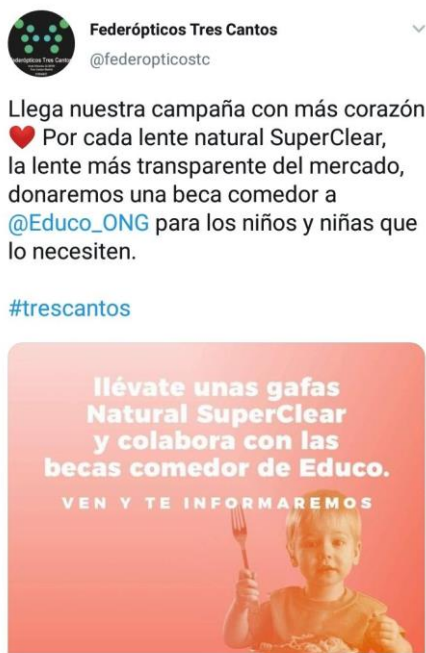 Federópticos Tres Cantos
@federopticostc
Llega nuestra campaña con más corazón
❤️ Por cada lente natural SuperClear,
la lente más transparente del mercado,
donaremos una beca comedor a
@Educo_ONG para los niños y niñas que
lo necesiten.
#trescantos
llévate unas gafas
Natural SuperClear
y colabora con las
becas comedor de Educo.
VEN Y TE INFORMAREMOS